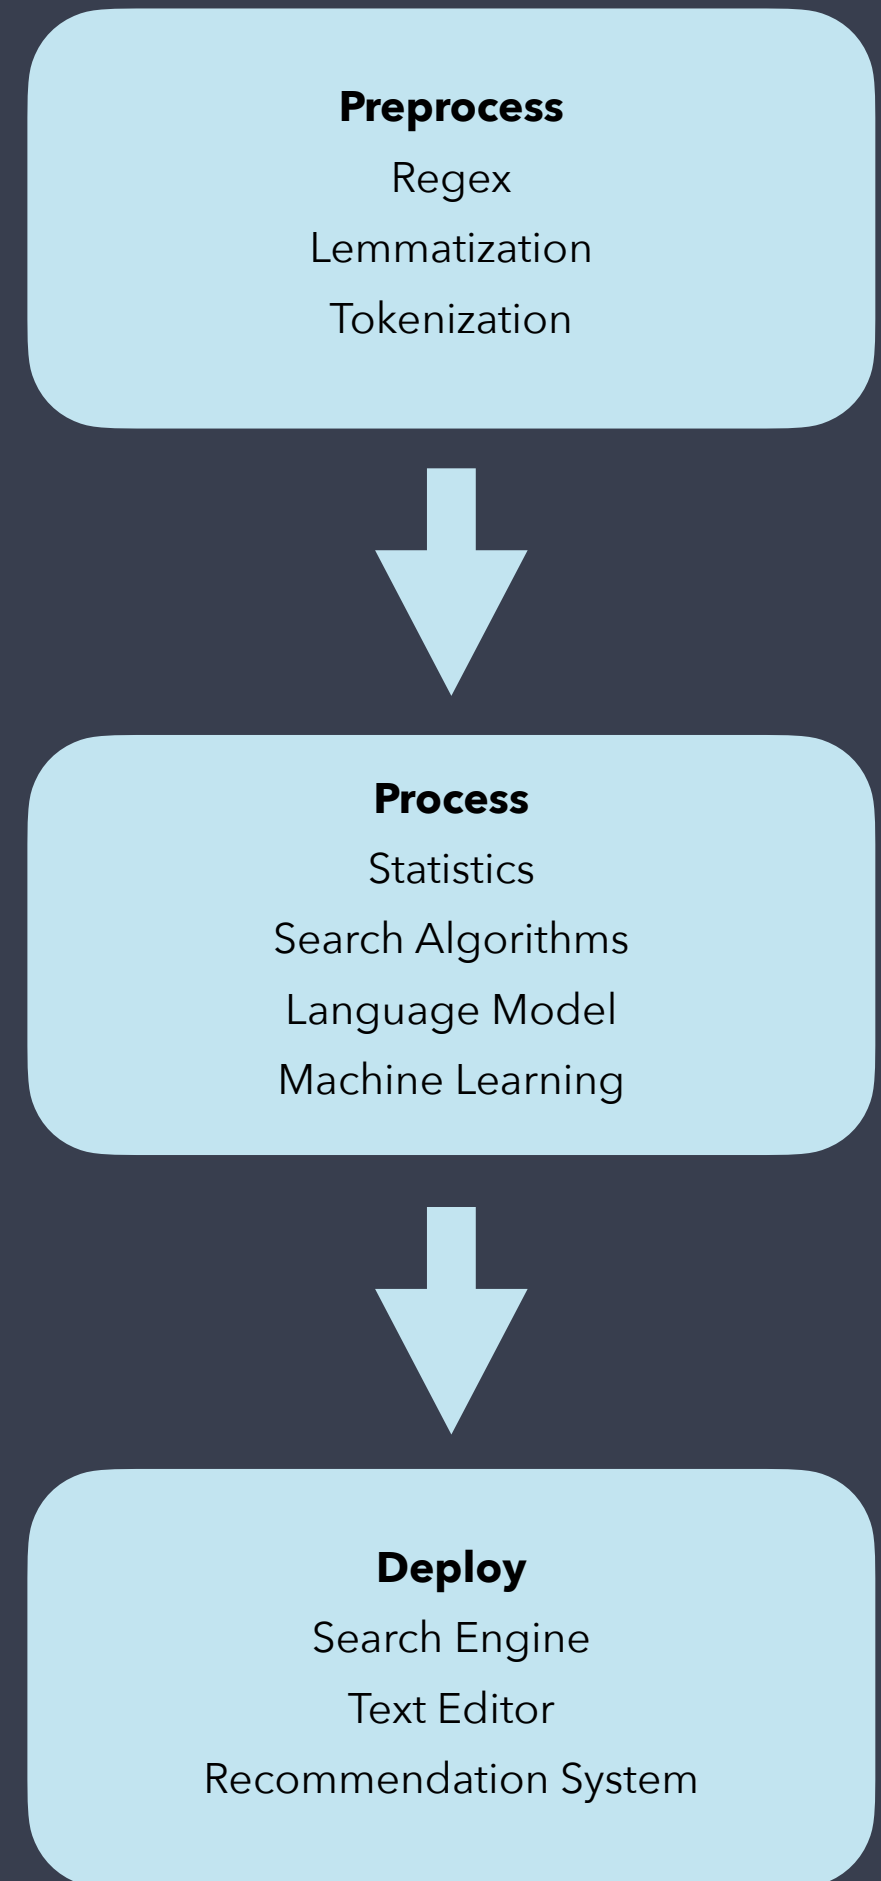 Preprocess
Regex
Lemmatization
Tokenization
Process
Statistics
Search Algorithms
Language Model
Machine Learning
Deploy
Search Engine
Text Editor
Recommendation System